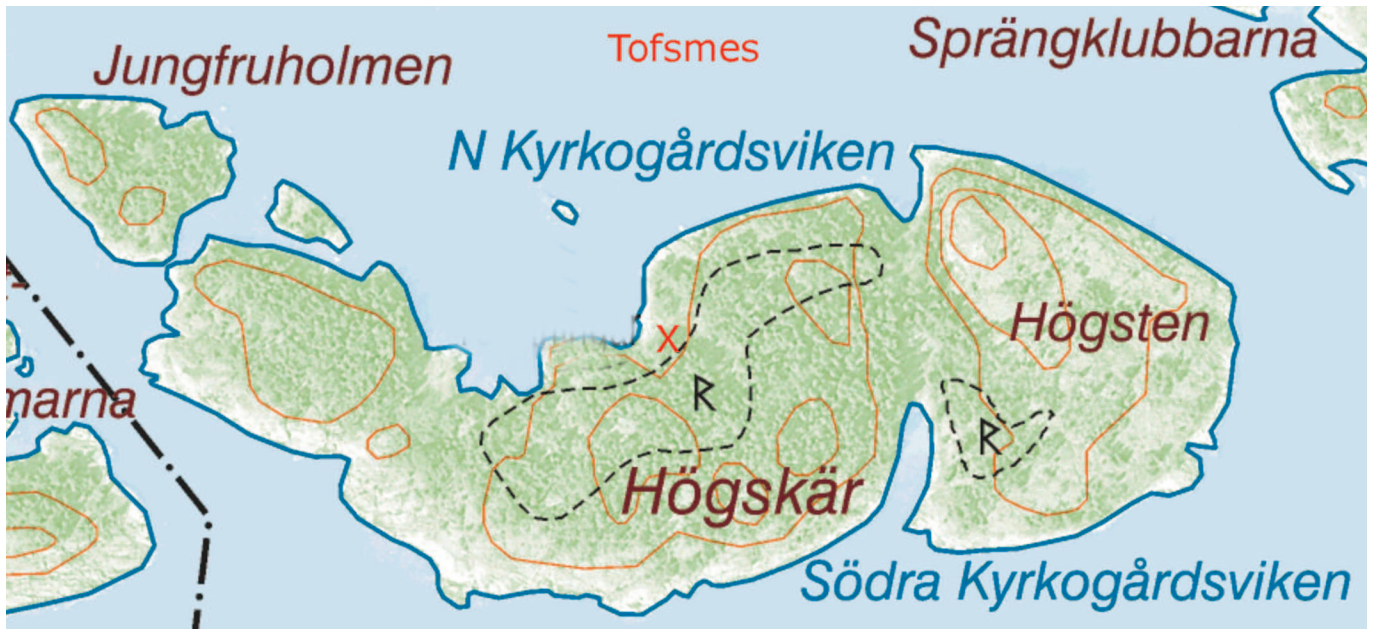 Tofsmes
Sprängklubbarna
Jungfruholmen
N Kyrkogårdsviken
Högsten
X
R
marna
R
Högskär
Södra Kyrkogårdsviken